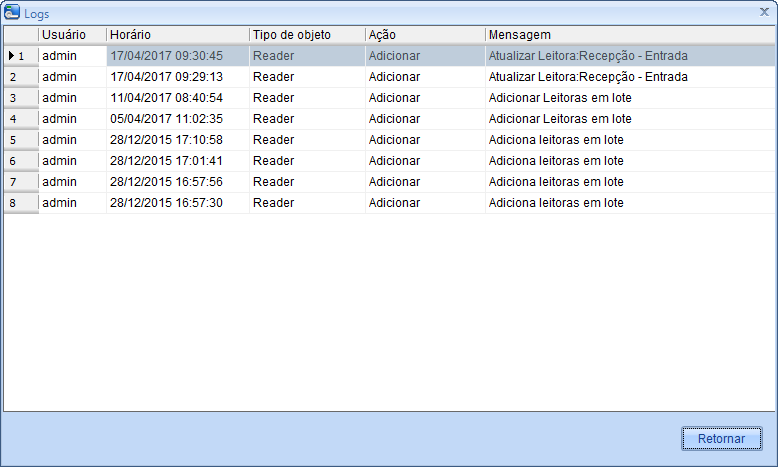 Logs
Usuário Horário Tipo de objeto Ação Mensagem
1 admin 17/04/2017 09:30:45 Reader Adicionar Atualizar Leitora:Recepção - Entrada
2 admin 17/04/2017 09:29:13 Reader Adicionar Atualizar Leitora:Recepção - Entrada
3 admin 11/04/2017 08:40:54 Reader Adicionar Adicionar Leitoras em lote
4 admin 05/04/2017 11:02:35 Reader Adicionar Adicionar Leitoras em lote
5 admin 28/12/2015 17:10:58 Reader Adicionar Adiciona leitoras em lote
6 admin 28/12/2015 17:01:41 Reader Adicionar Adiciona leitoras em lote
7 admin 28/12/2015 16:57:56 Reader Adicionar Adiciona leitoras em lote
8 admin 28/12/2015 16:57:30 Reader Adicionar Adiciona leitoras em lote
Retornar